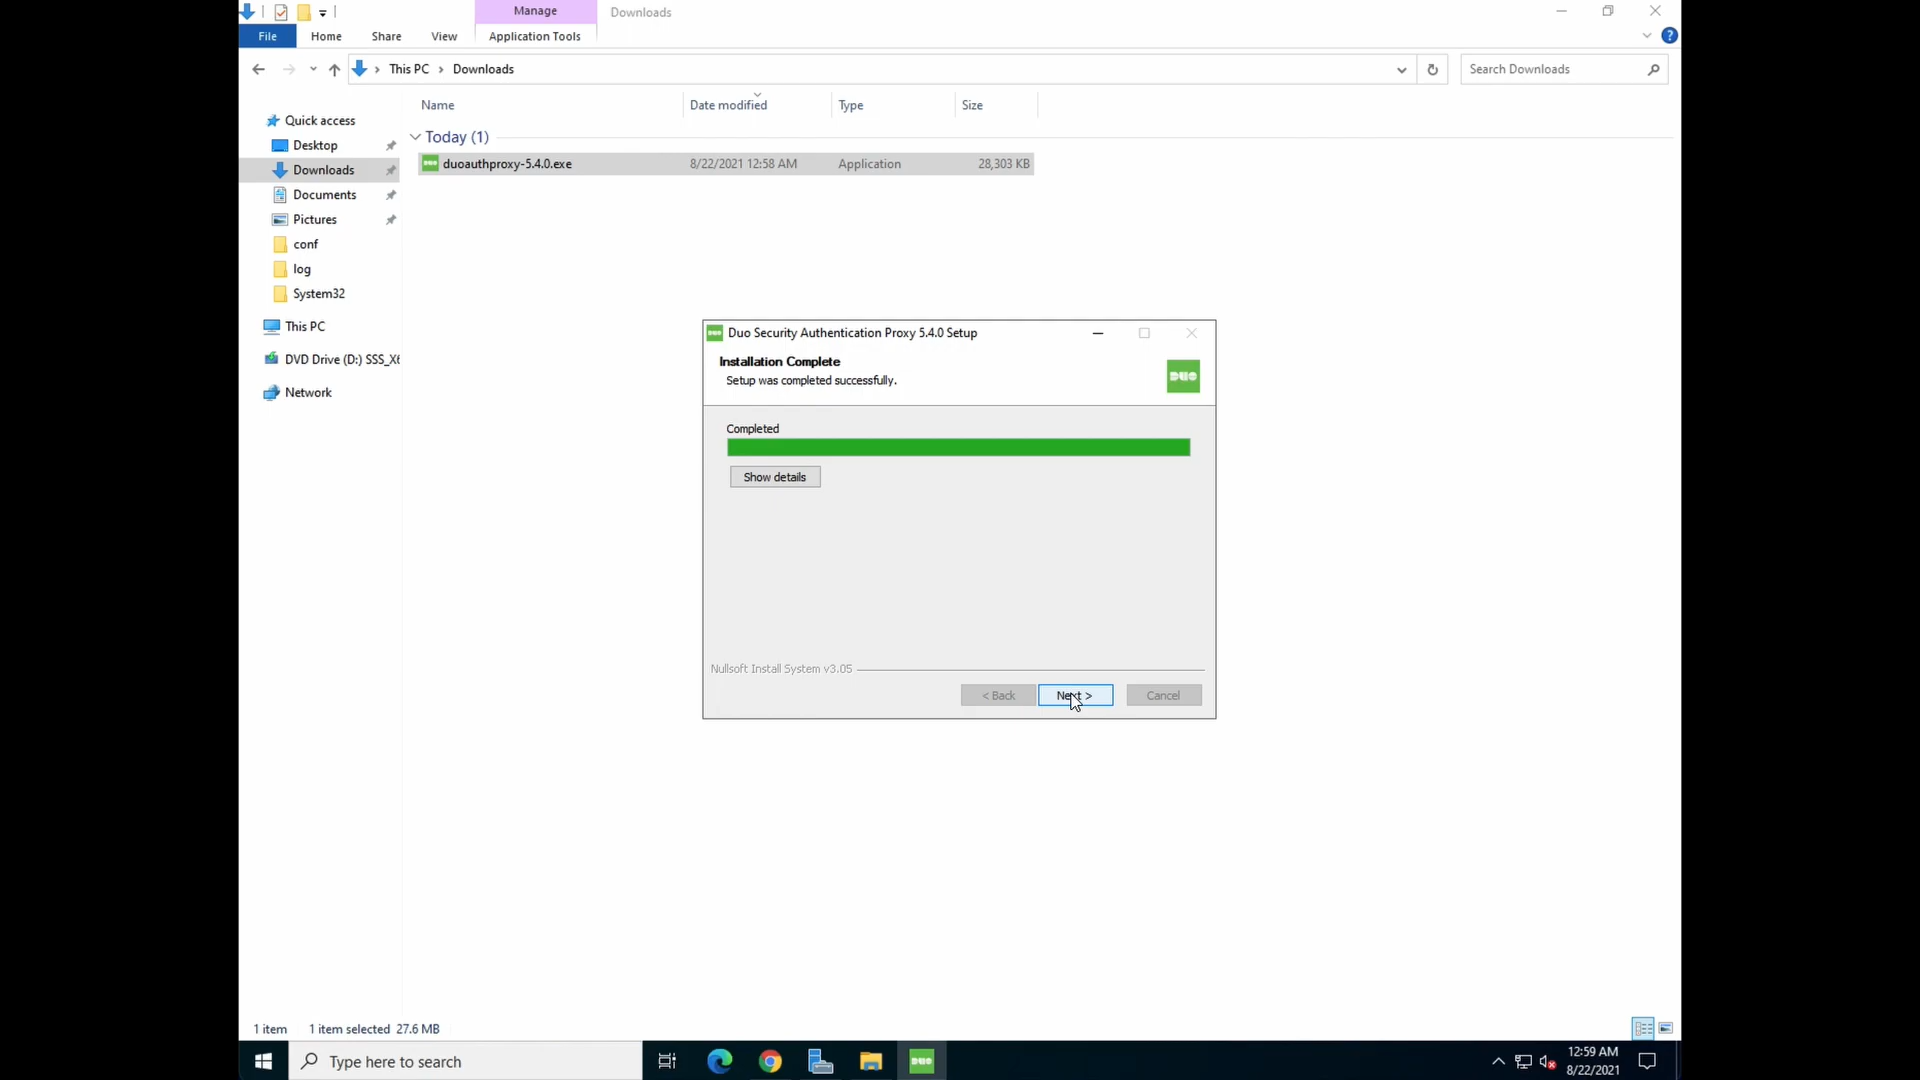 Manage
Downloads
File
Home
Share
View
Application Tools
This PC
Downloads
Search Downloads
Name
Date modified
Type
Size
Quick access
Desktop
Downloads
Documents
Pictures
conf
log
System32
This PC
DVD Drive (D:) SSS_X6
Network
Today (1)
duoauthproxy-5.4.0.exe
8/22/2021 12:58 AM
Application
28,303 KB
Duo Security Authentication Proxy 5.4.0 Setup
Installation Complete
Setup was completed successfully.
DUO
Completed
Show details
Nullsoft Install System v3.05
< Back
Next >
Cancel
1 item
1 item selected 27.6 MB
Type here to search
DUO
12:59 AM
8/22/2021